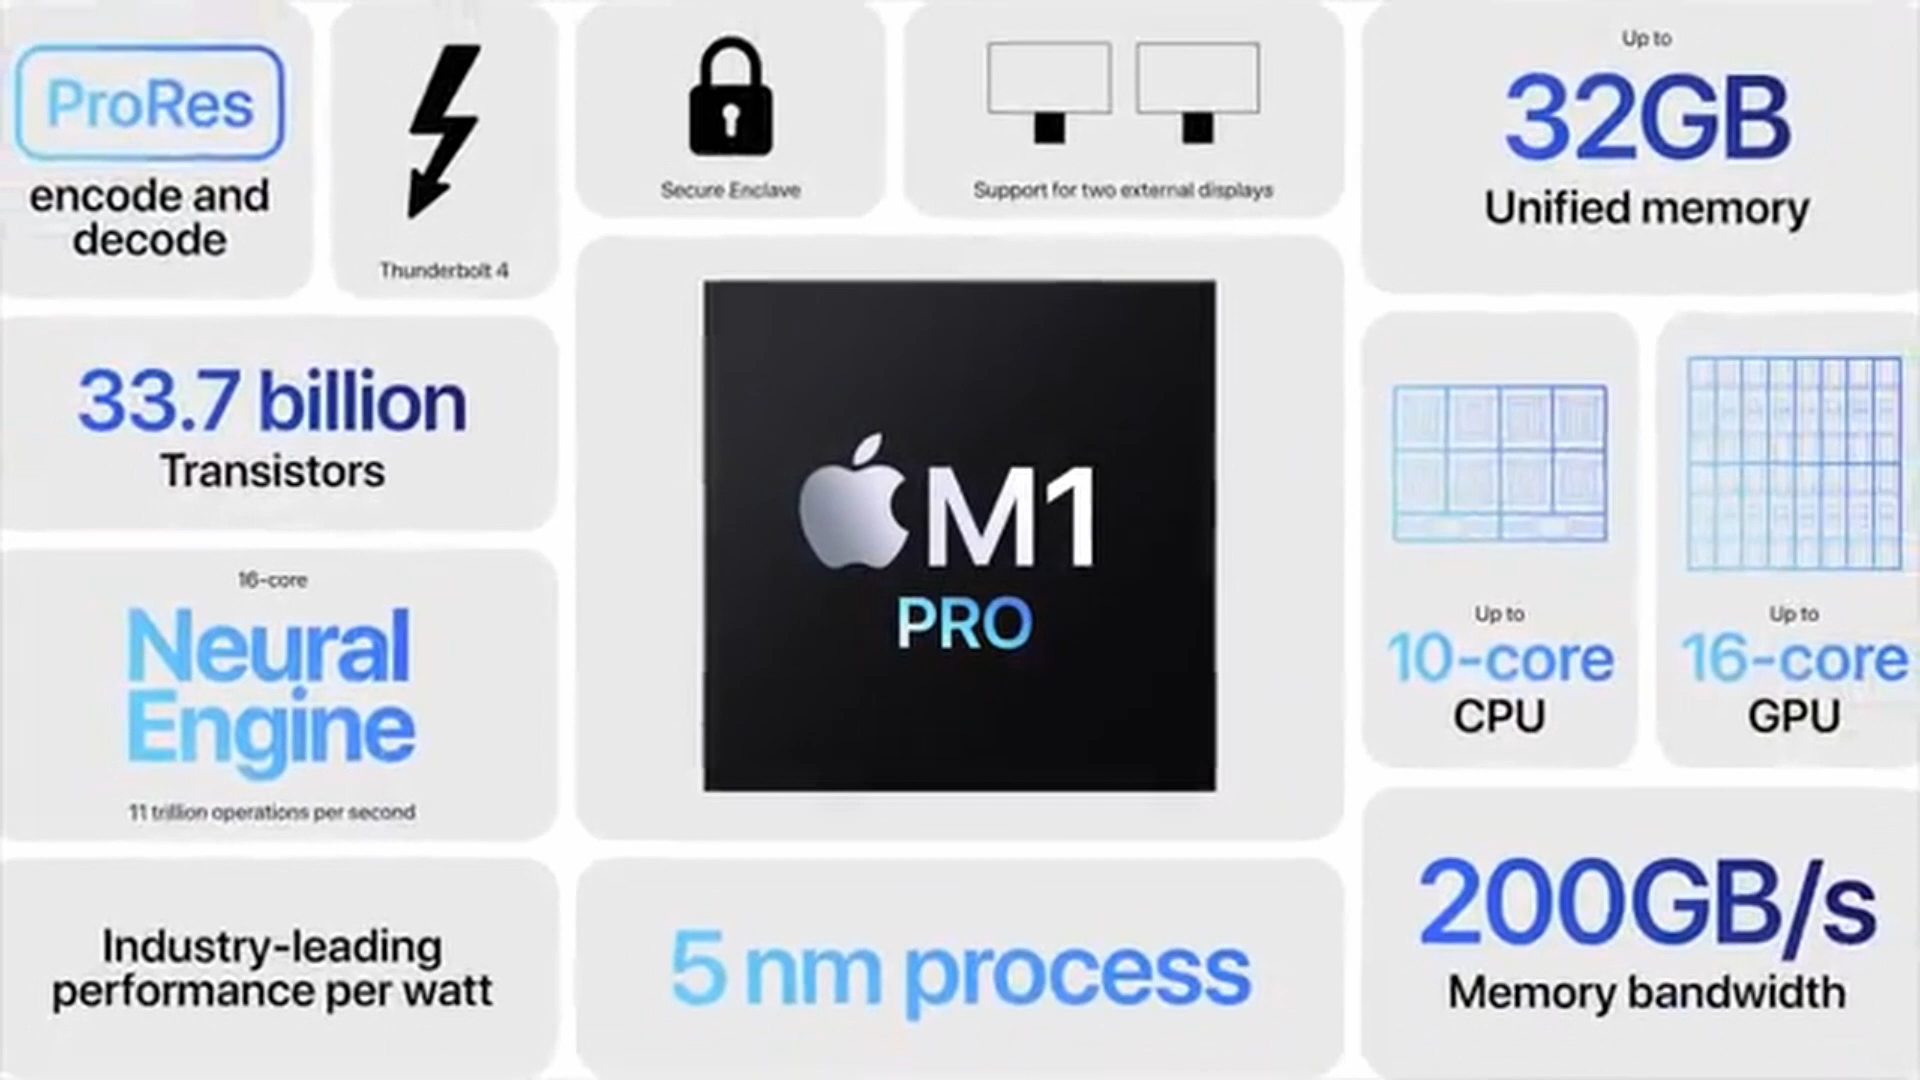 ProRes
encode and
decode
Thunderbolt 4
Secure Enclave
Support for two external displays
Up to
32GB
Unified memory
33.7 billion
Transistors
M1
PRO
Up to
10-core
CPU
Up to
16-core
GPU
16-core
Neural
Engine
11 trillion operations per second
Industry-leading
performance per watt
5 nm process
200GB/s
Memory bandwidth